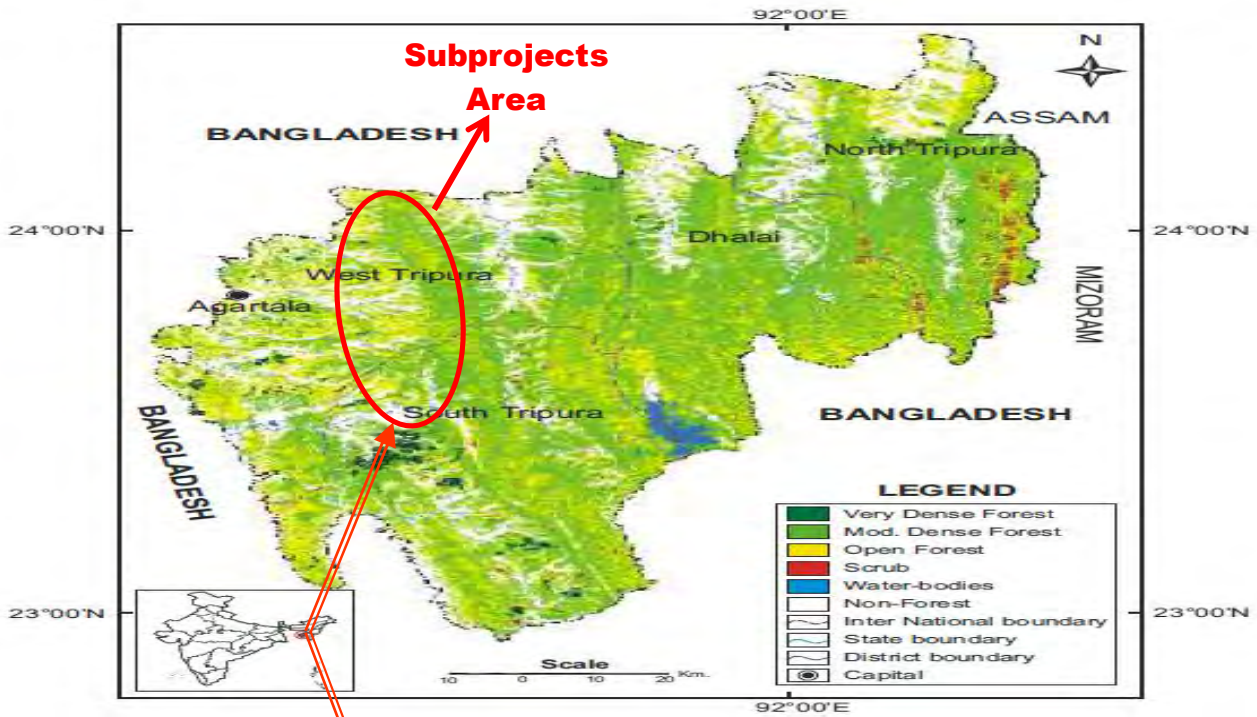 92°00'E
Subprojects
Area
N
BANGLADESH
ASSAM
North Tripura
24°00'N
Dhalai
24°00'N
West Tripura
Agartala
MIZORAM
South Tripura
BANGLADESH
BANGLADESH
LEGEND
Very Dense Forest
Mod. Dense Forest
Open Forest
Scrub
Water-bodies
Non-Forest
Inter National boundary
State boundary
District boundary
Capital
23°00'N
23°00'N
Scale
10 0 10 20 Km.
92°00'E